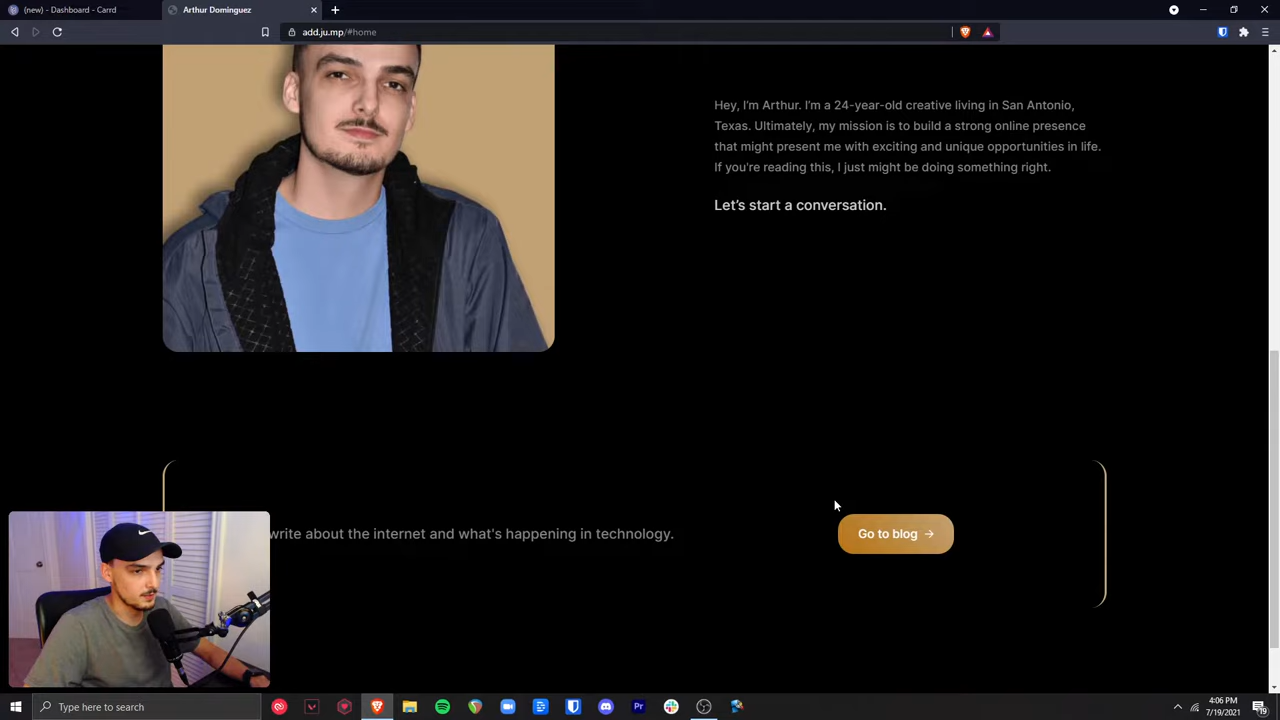 (new) - Dashboard - Carrd
Arthur Dominguez
add.ju.mp/#home
Hey, I'm Arthur. I'm a 24-year-old creative living in San Antonio,
Texas. Ultimately, my mission is to build a strong online presence
that might present me with exciting and unique opportunities in life.
If you're reading this, I just might be doing something right.
Let's start a conversation.
write about the internet and what's happening in technology.
Go to blog →
Type here to search
Pr
4:06 PM
7/19/2021